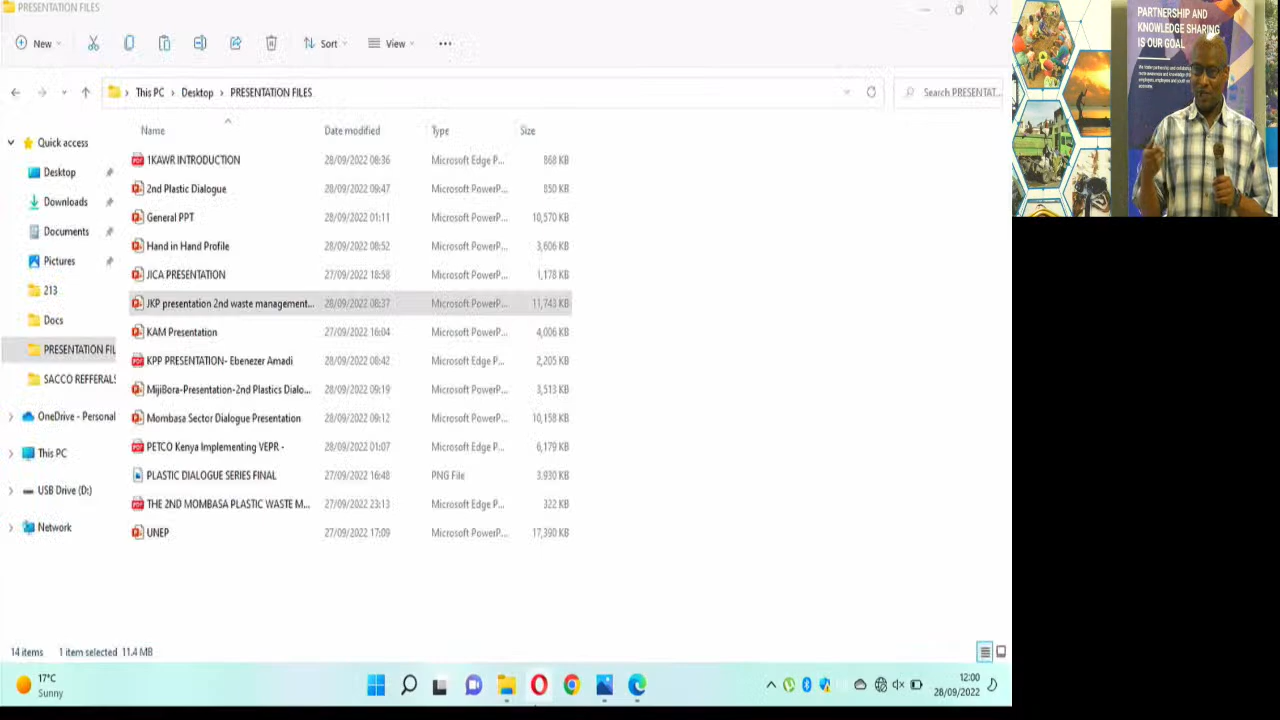 PRESENTATION FILES
New
Sort
View
This PC > Desktop > PRESENTATION FILES
Search PRESENTAT...
Name Date modified Type Size
Quick access
Desktop
Downloads
Documents
Pictures
213
Docs
PRESENTATION FIL
SACCO REFFERALS
OneDrive - Personal
This PC
USB Drive (D:)
Network
1KAWR INTRODUCTION 28/09/2022 08:36 Microsoft Edge P... 868 KB
2nd Plastic Dialogue 28/09/2022 09:47 Microsoft PowerP... 850 KB
General PPT 28/09/2022 01:11 Microsoft PowerP... 10,570 KB
Hand in Hand Profile 28/09/2022 08:52 Microsoft PowerP... 3,606 KB
JICA PRESENTATION 27/09/2022 18:58 Microsoft PowerP... 1,178 KB
JKP presentation 2nd waste management... 28/09/2022 08:37 Microsoft PowerP... 11,743 KB
KAM Presentation 27/09/2022 16:04 Microsoft PowerP... 4,006 KB
KPP PRESENTATION- Ebenezer Amadi 28/09/2022 08:42 Microsoft Edge P... 2,205 KB
MijiBora-Presentation-2nd Plastics Dialo... 28/09/2022 09:19 Microsoft PowerP... 3,513 KB
Mombasa Sector Dialogue Presentation 28/09/2022 09:12 Microsoft PowerP... 10,158 KB
PETCO Kenya Implementing VEPR - 28/09/2022 01:07 Microsoft Edge P... 6,179 KB
PLASTIC DIALOGUE SERIES FINAL 27/09/2022 16:48 PNG File 3,930 KB
THE 2ND MOMBASA PLASTIC WASTE M... 27/09/2022 23:13 Microsoft Edge P... 322 KB
UNEP 27/09/2022 17:09 Microsoft PowerP... 17,390 KB
14 items 1 item selected 11.4 MB
17°C
Sunny
12:00
28/09/2022
PARTNERSHIP AND
KNOWLEDGE SHARING
IS OUR GOAL